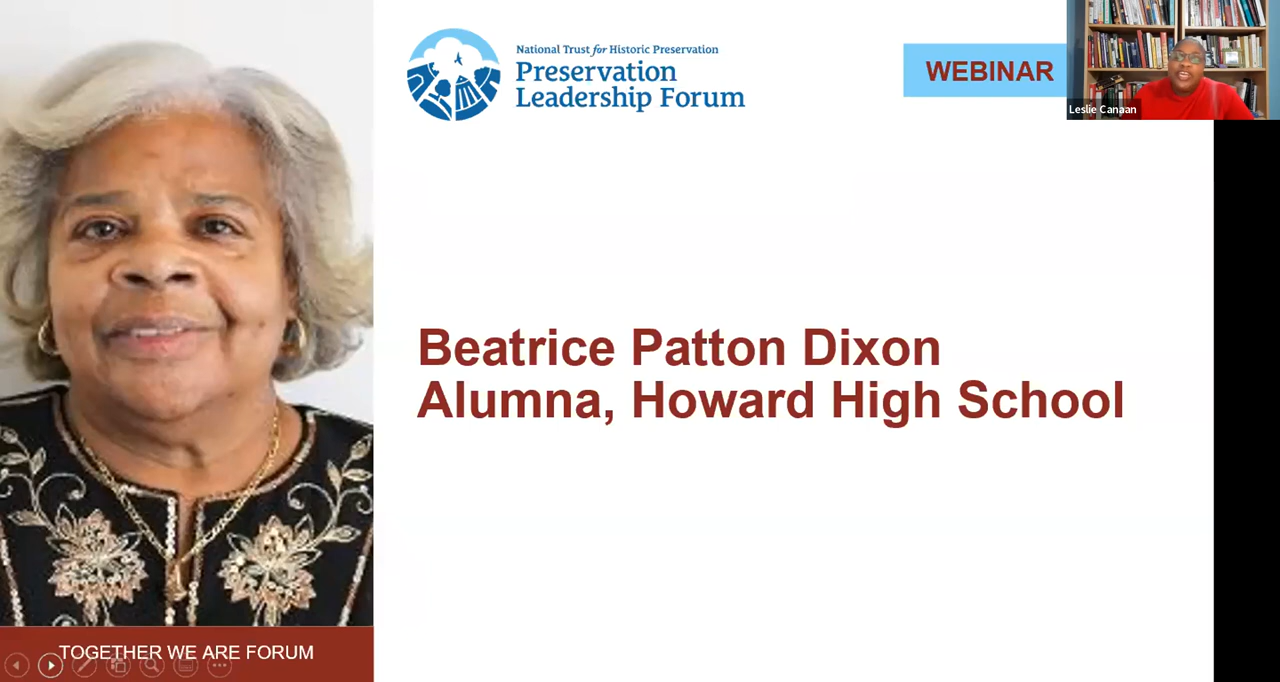 National Trust for Historic Preservation
Preservation
Leadership Forum
WEBINAR
Leslie Canaan
Beatrice Patton Dixon
Alumna, Howard High School
TOGETHER WE ARE FORUM